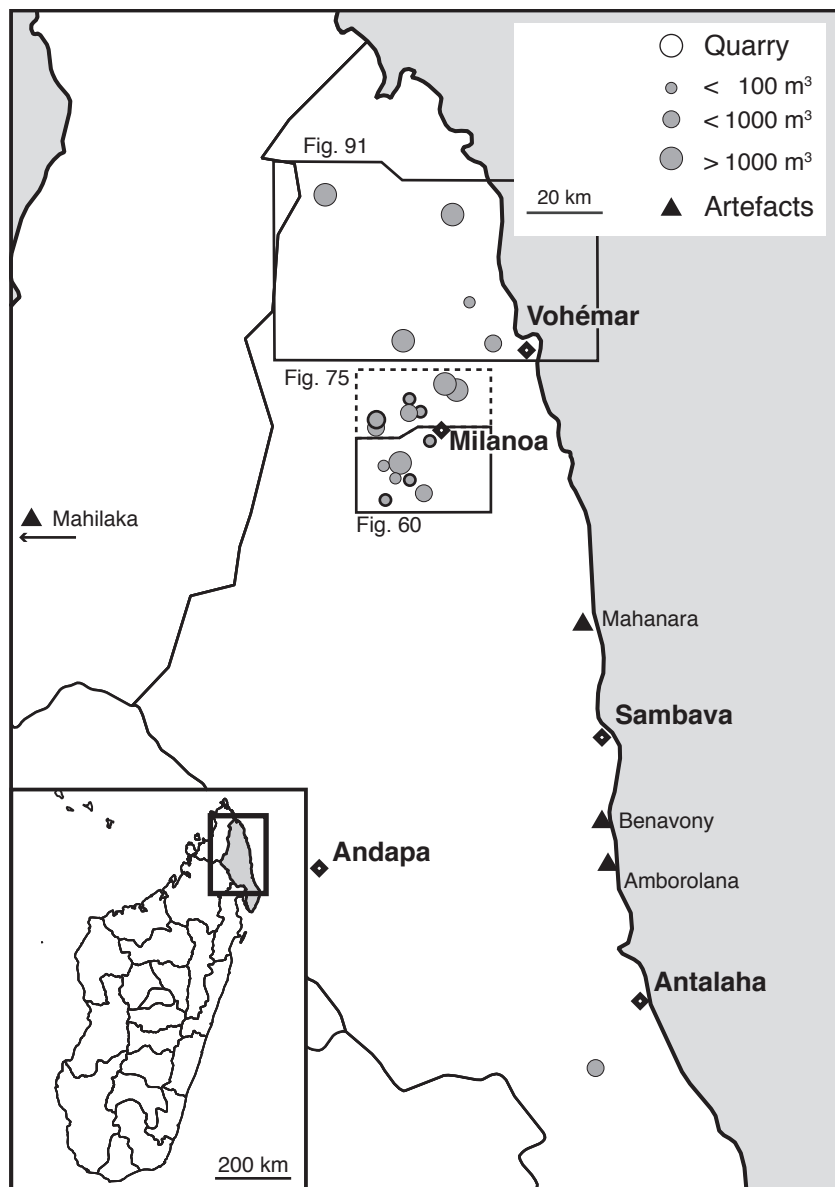 Quarry
< 100 m³
< 1000 m³
> 1000 m³
Artefacts
20 km
Fig. 91
Vohémar
Fig. 75
Milanoa
Fig. 60
Mahilaka
Mahanara
Sambava
Benavony
Andapa
Amborolana
Antalaha
200 km